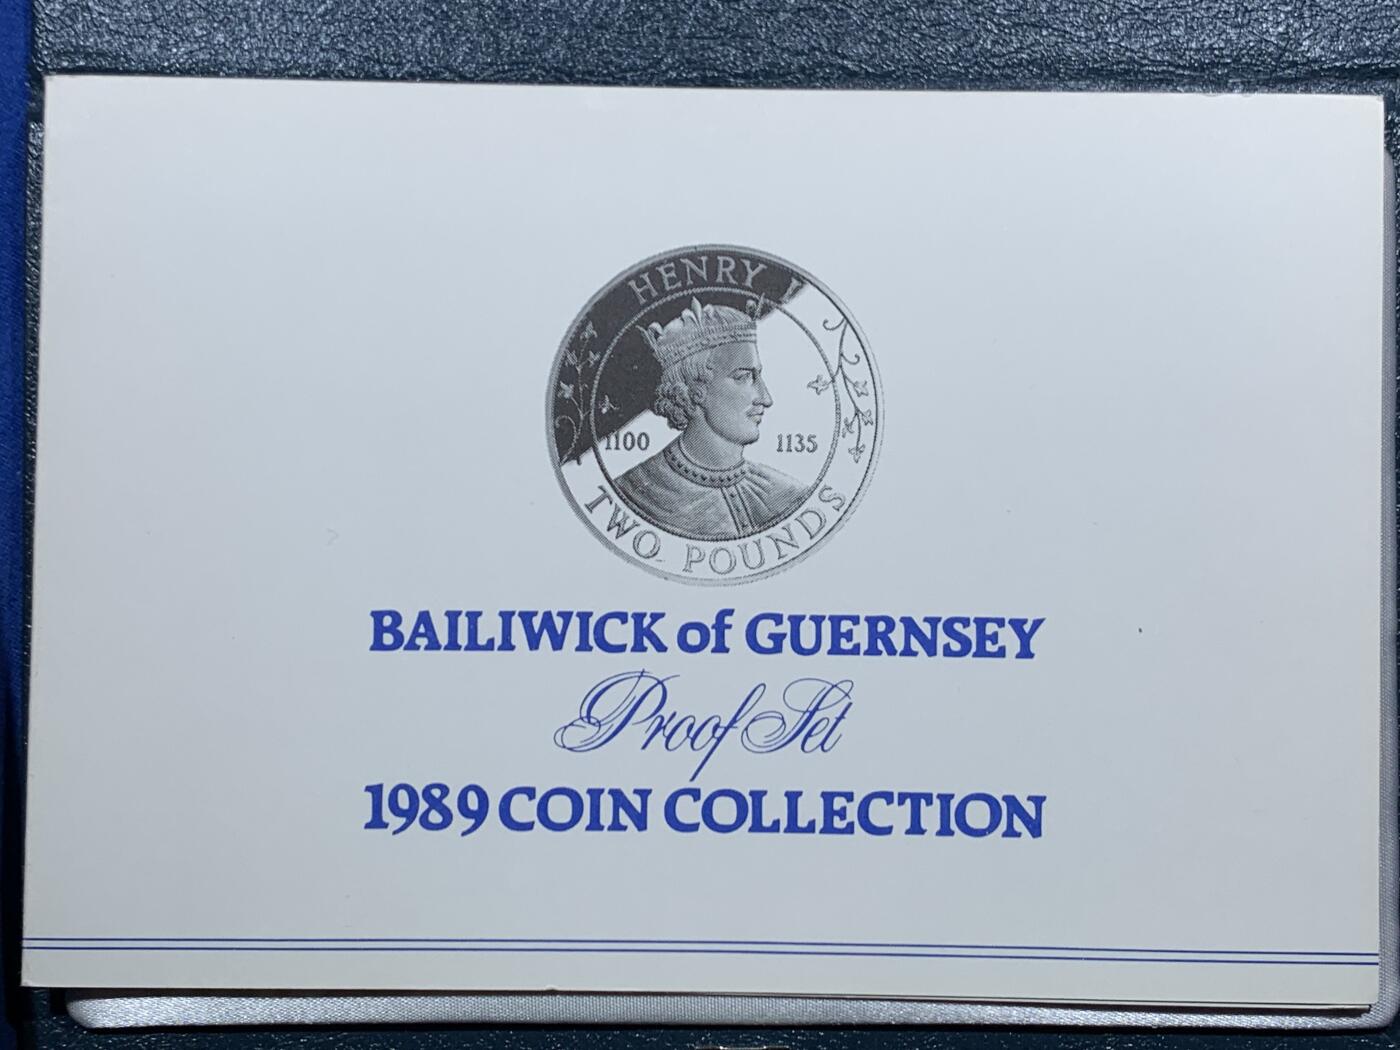 HENRY I
1100 1135
TWO POUNDS
BAILIWICK of GUERNSEY
Proof Set
1989 COIN COLLECTION